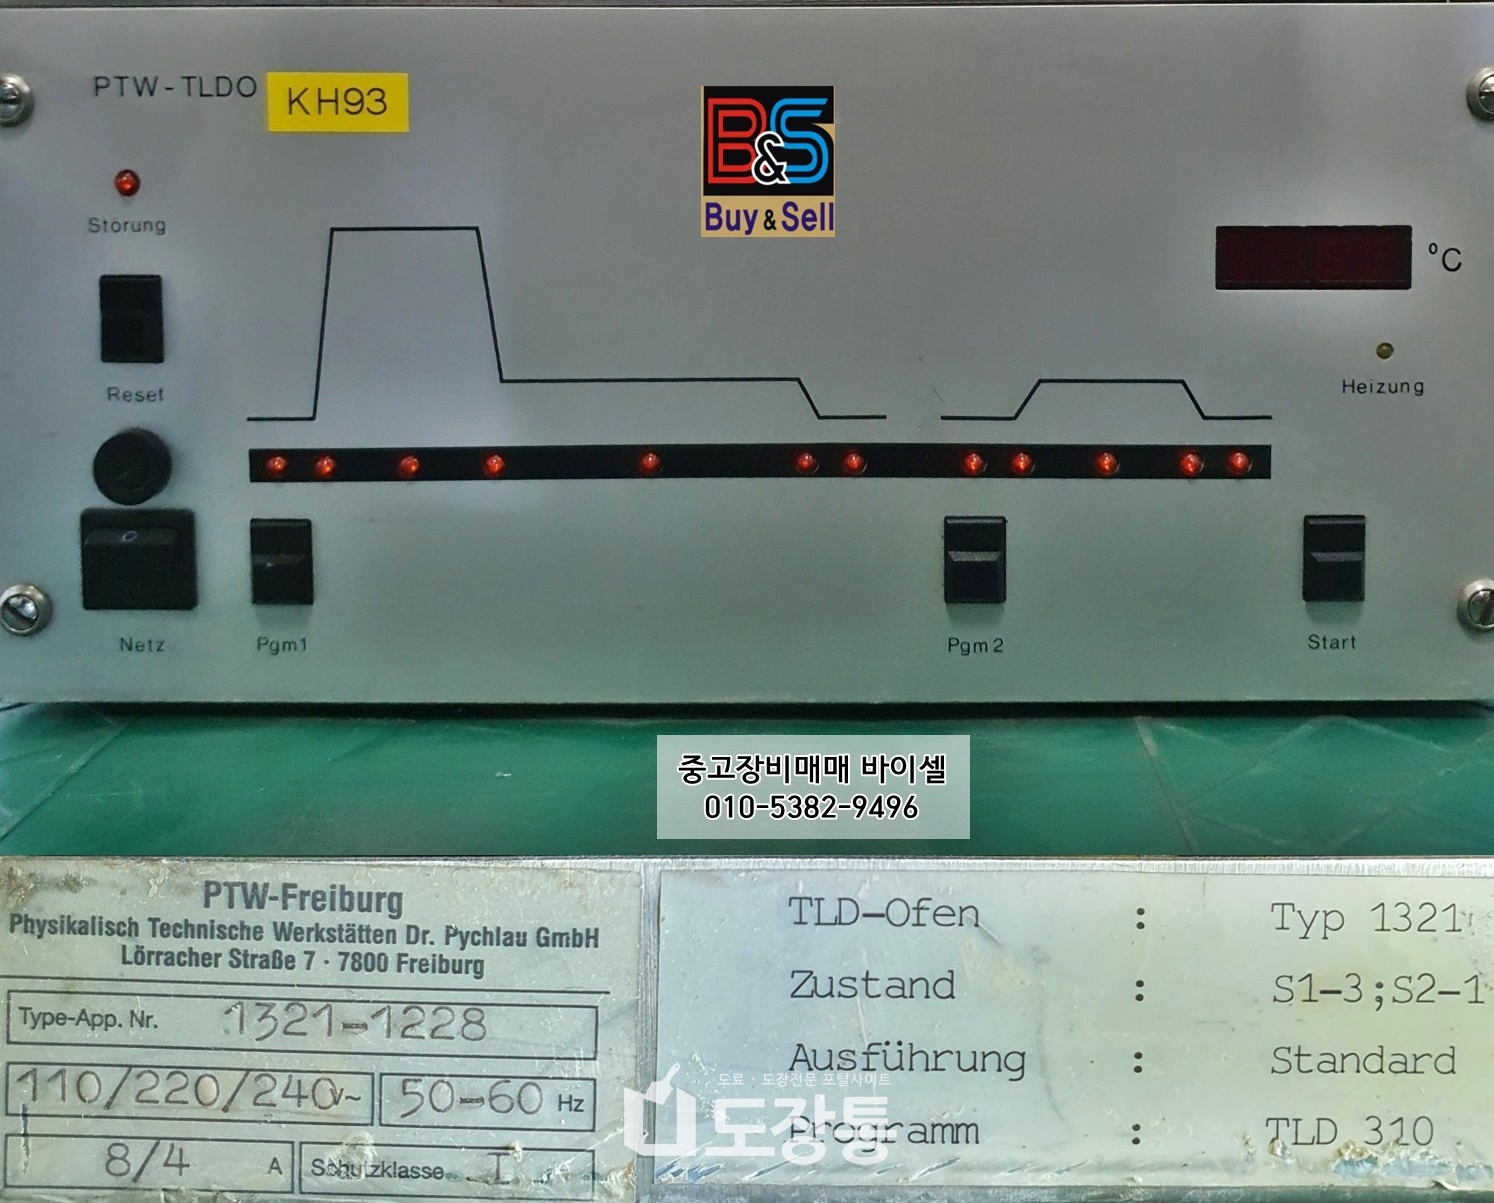 PTW-TLDO
KH93
B&S
Buy & Sell
Störung
°C
Reset
Heizung
Netz
Pgm1
Pgm2
Start
중고장비매매 바이셀
010-5382-9496
PTW-Freiburg
Physikalisch Technische Werkstätten Dr. Pychlau GmbH
Lörracher Straße 7 · 7800 Freiburg
Type-App. Nr. 1321-1228
110/220/240 V~ 50-60 Hz
8/4 A Schutzklasse I
TLD-Ofen : Typ 1321
Zustand : S1-3;S2-1
Ausführung : Standard
Programm : TLD 310
도료 · 도장전문 포털사이트
도장통